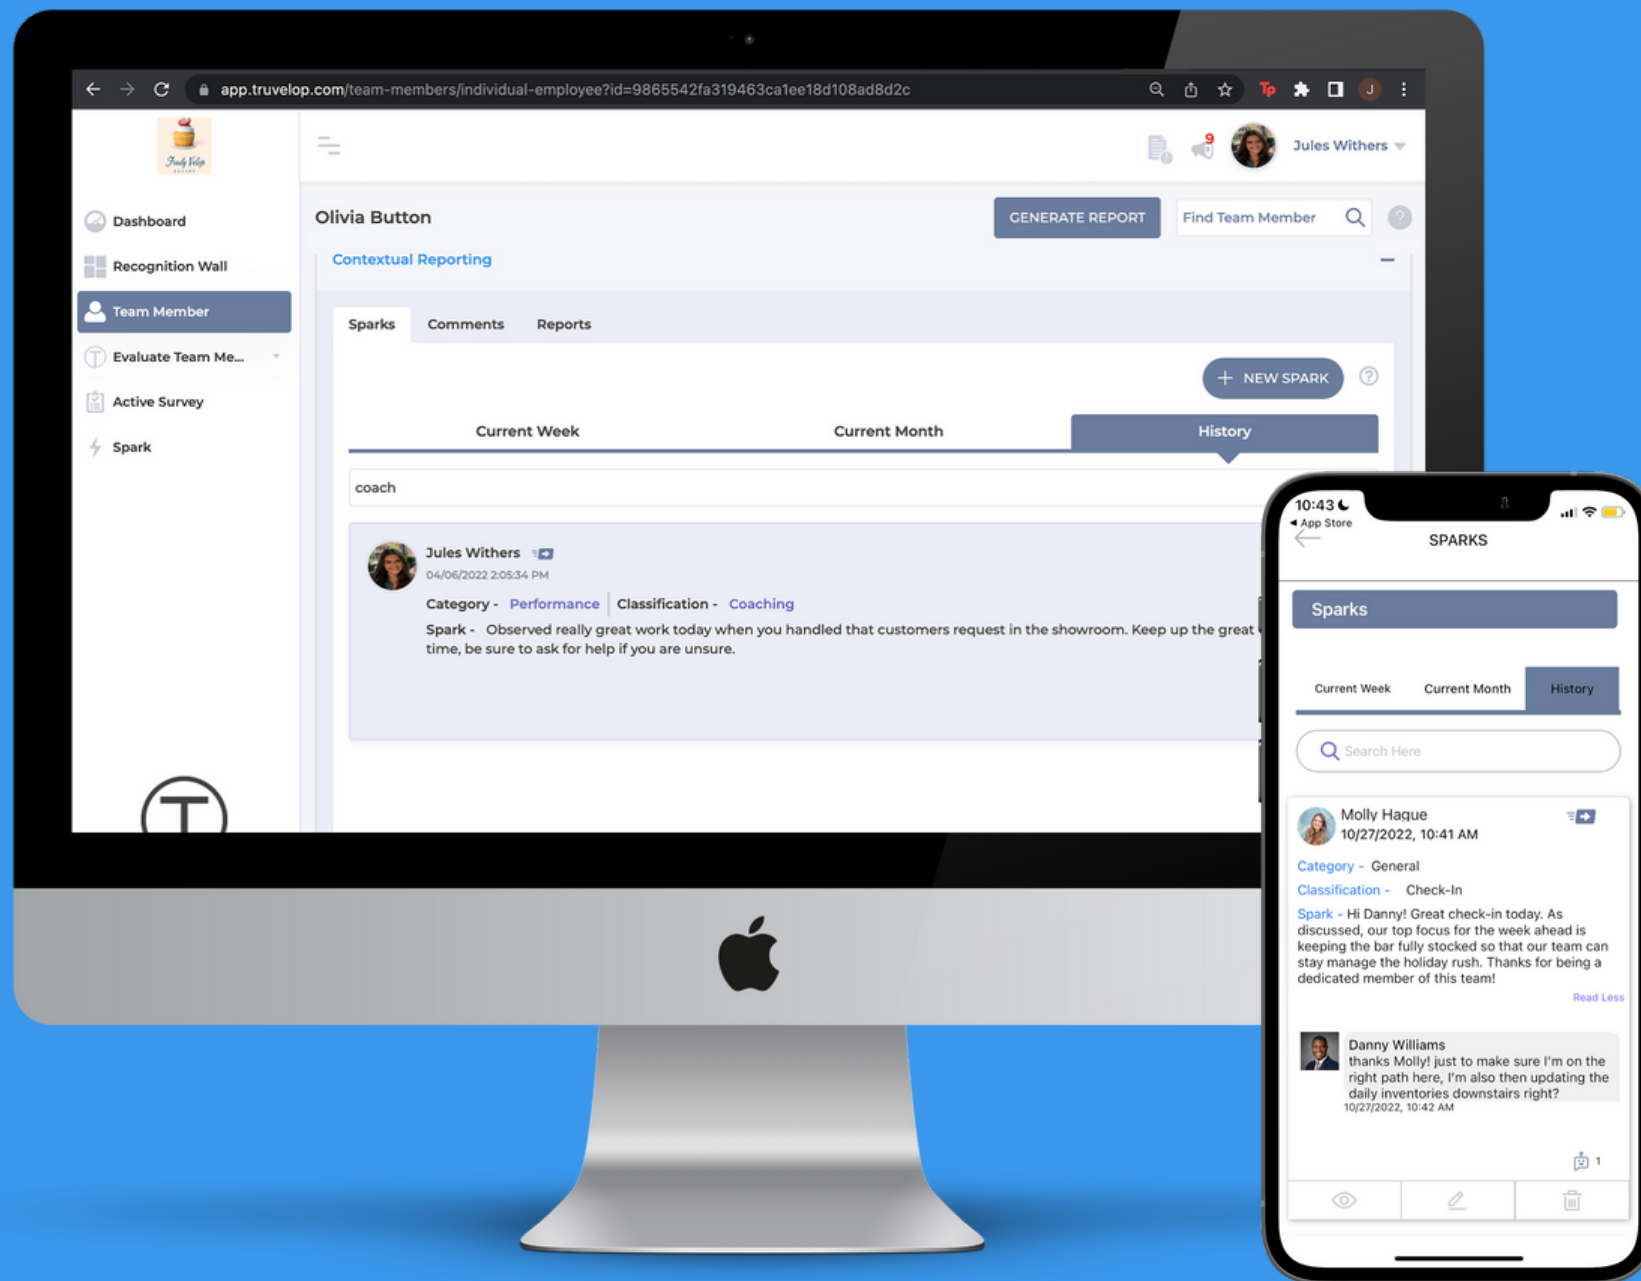 app.truvelop.com/team-members/individual-employee?id=9865542fa319463ca1ee18d108ad8d2c
Tp
J
Trudy Velop
BAKERY
9
Jules Withers
Dashboard
Recognition Wall
Team Member
Evaluate Team Me...
Active Survey
Spark
T
Olivia Button
GENERATE REPORT
Find Team Member
?
Contextual Reporting
Sparks Comments Reports
+ NEW SPARK
?
Current Week Current Month History
coach
Jules Withers
04/06/2022 2:05:34 PM
Category - Performance Classification - Coaching
Spark - Observed really great work today when you handled that customers request in the showroom. Keep up the great
time, be sure to ask for help if you are unsure.
10:43
App Store
SPARKS
Sparks
Current Week Current Month History
Search Here
Molly Hague
10/27/2022, 10:41 AM
Category - General
Classification - Check-In
Spark - Hi Danny! Great check-in today. As
discussed, our top focus for the week ahead is
keeping the bar fully stocked so that our team can
stay manage the holiday rush. Thanks for being a
dedicated member of this team!
Read Less
Danny Williams
thanks Molly! just to make sure I'm on the
right path here, I'm also then updating the
daily inventories downstairs right?
10/27/2022, 10:42 AM
1